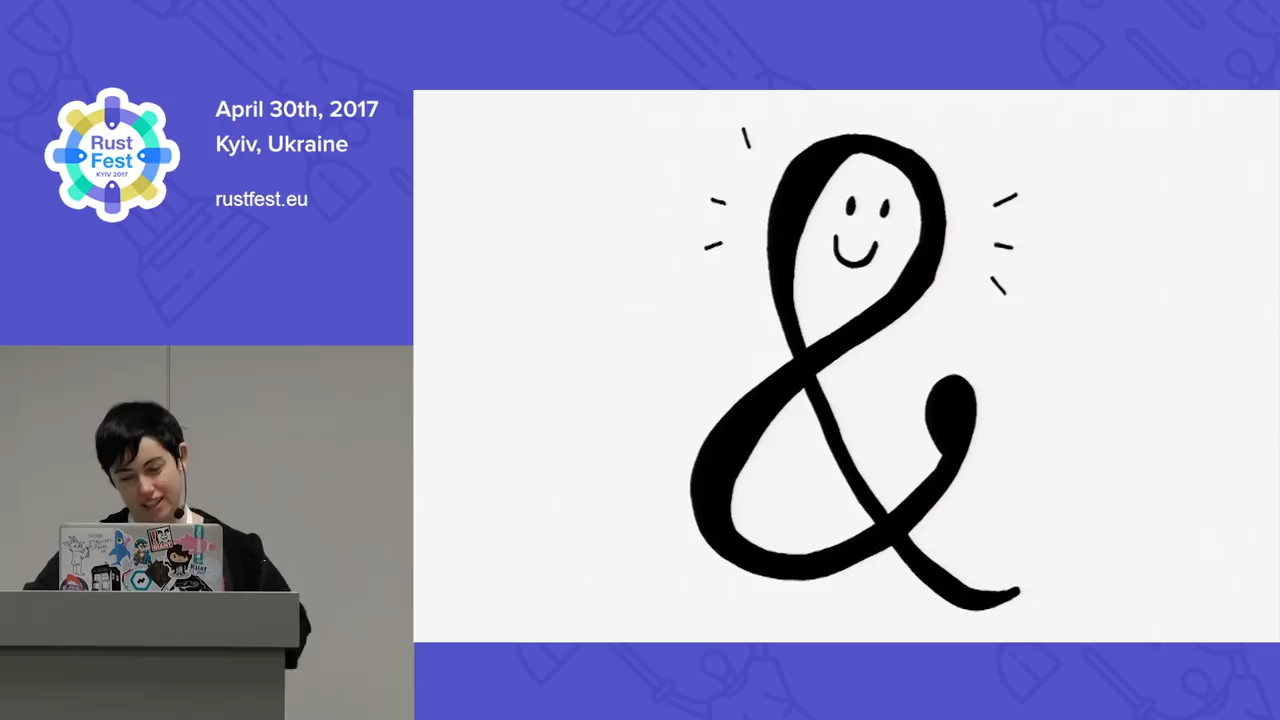 Rust
Fest
KYIV 2017
April 30th, 2017
Kyiv, Ukraine
rustfest.eu
&